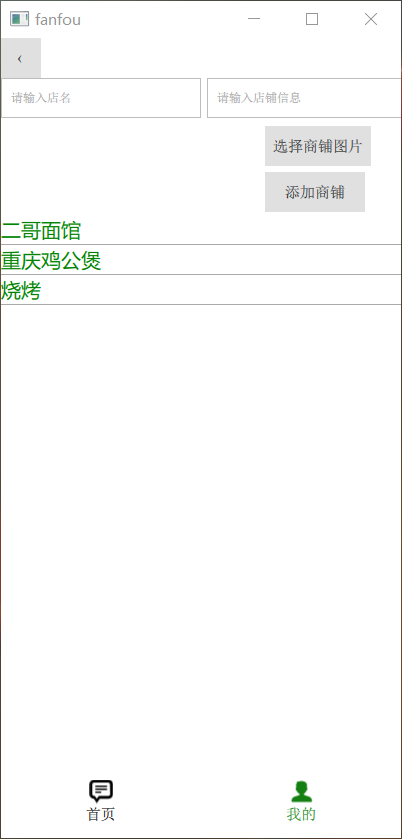 fanfou
‹
请输入店名 请输入店铺信息
选择商铺图片
添加商铺
二哥面馆
重庆鸡公煲
烧烤
首页 我的